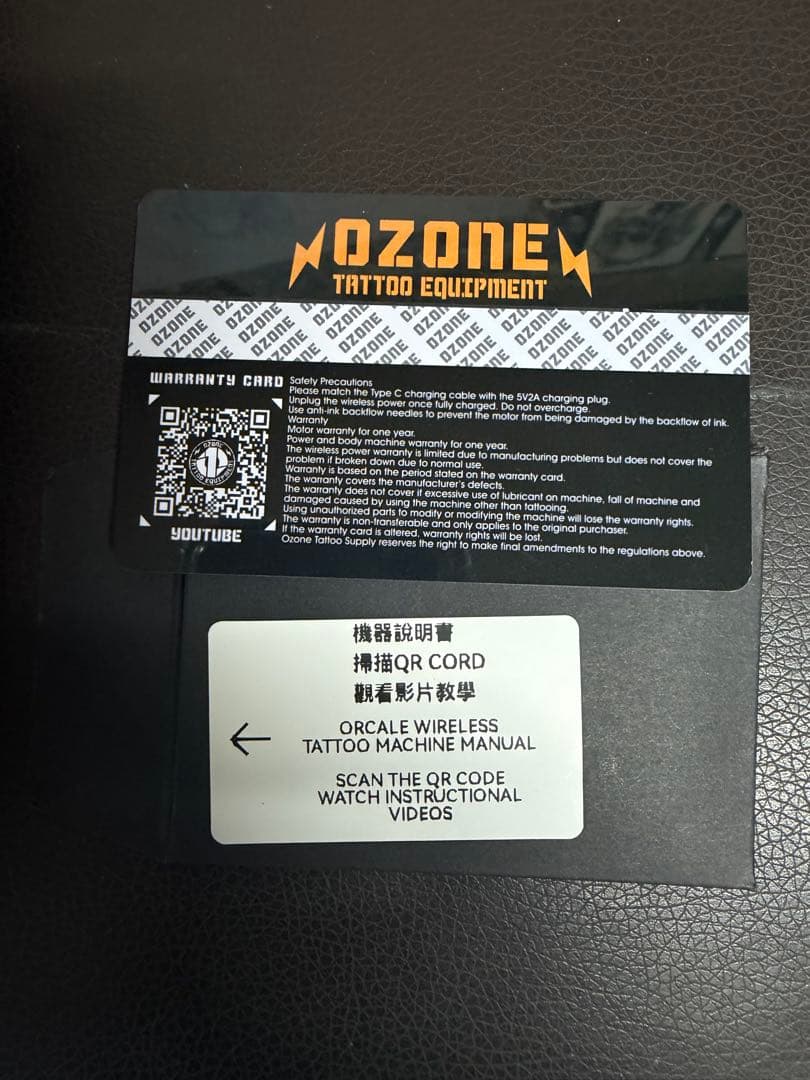 OZONE
TATTOO EQUIPMENT
OZONE OZONE OZONE OZONE OZONE OZONE OZONE
WARRANTY CARD
Safety Precautions
Please match the Type C charging cable with the 5V2A charging plug.
Unplug the wireless power once fully charged. Do not overcharge.
Use anti-ink backflow needles to prevent the motor from being damaged by the backflow of ink.
Warranty
Motor warranty for one year.
Power and body machine warranty for one year.
The wireless power warranty is limited due to manufacturing problems but does not cover the
problem if broken down due to normal use.
Warranty is based on the period stated on the warranty card.
The warranty covers the manufacturer's defects.
The warranty does not cover if excessive use of lubricant on machine, fall of machine and
damaged caused by using the machine other than tattooing.
Using unauthorized parts to modify or modifying the machine will lose the warranty rights.
The warranty is non-transferable and only applies to the original purchaser.
If the warranty card is altered, warranty rights will be lost.
Ozone Tattoo Supply reserves the right to make final amendments to the regulations above.
OZONE
YOUTUBE
機器說明書
掃描QR CORD
觀看影片教學
ORCALE WIRELESS
TATTOO MACHINE MANUAL
SCAN THE QR CODE
WATCH INSTRUCTIONAL
VIDEOS